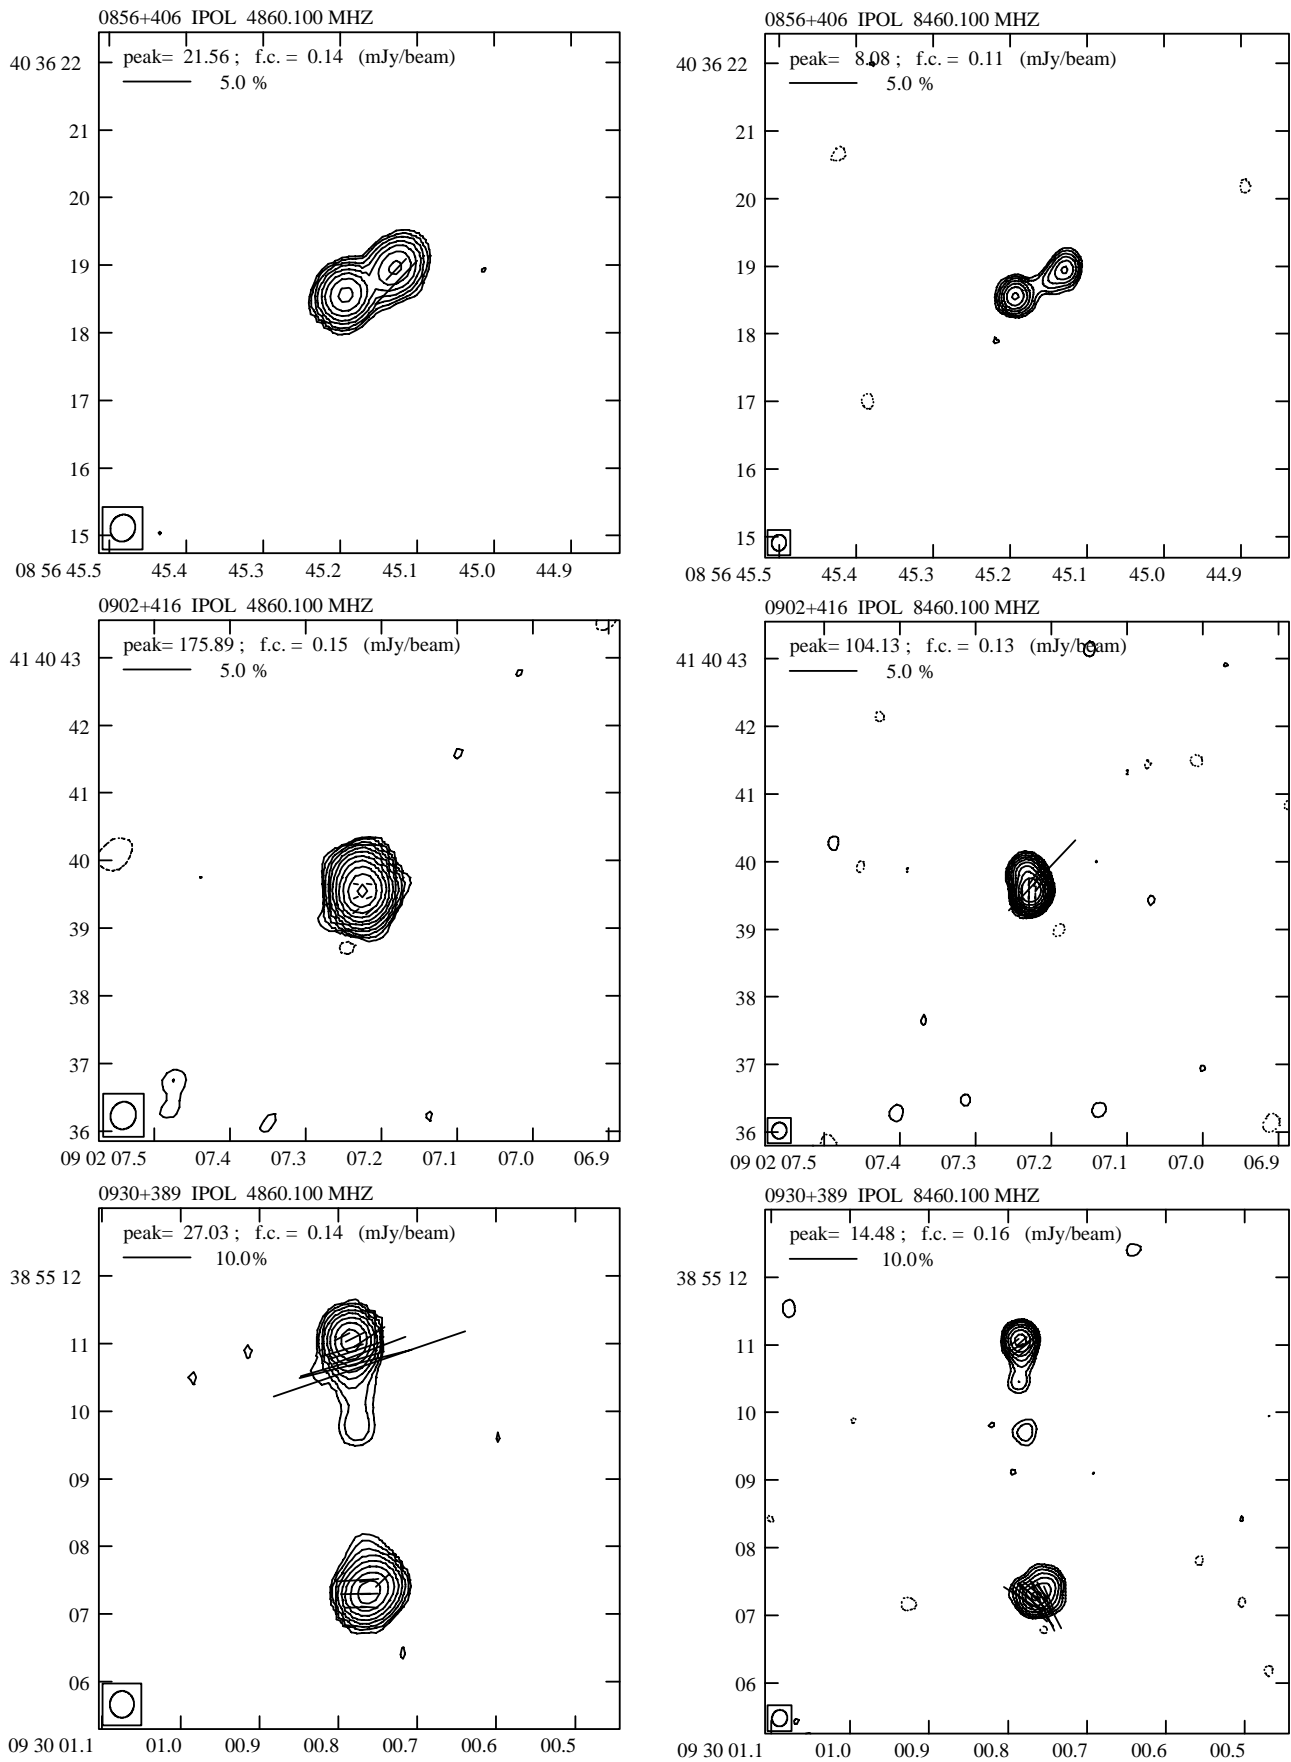 0856+406 IPOL 4860.100 MHZ
peak= 21.56 ; f.c. = 0.14 (mJy/beam)
5.0 %
40 36 22
21
20
19
18
17
16
15
08 56 45.5 45.4 45.3 45.2 45.1 45.0 44.9
0856+406 IPOL 8460.100 MHZ
peak= 8.08 ; f.c. = 0.11 (mJy/beam)
5.0 %
40 36 22
21
20
19
18
17
16
15
08 56 45.5 45.4 45.3 45.2 45.1 45.0 44.9
0902+416 IPOL 4860.100 MHZ
peak= 175.89 ; f.c. = 0.15 (mJy/beam)
5.0 %
41 40 43
42
41
40
39
38
37
36
09 02 07.5 07.4 07.3 07.2 07.1 07.0 06.9
0902+416 IPOL 8460.100 MHZ
peak= 104.13 ; f.c. = 0.13 (mJy/beam)
5.0 %
41 40 43
42
41
40
39
38
37
36
09 02 07.5 07.4 07.3 07.2 07.1 07.0 06.9
0930+389 IPOL 4860.100 MHZ
peak= 27.03 ; f.c. = 0.14 (mJy/beam)
10.0%
38 55 12
11
10
09
08
07
06
09 30 01.1 01.0 00.9 00.8 00.7 00.6 00.5
0930+389 IPOL 8460.100 MHZ
peak= 14.48 ; f.c. = 0.16 (mJy/beam)
10.0%
38 55 12
11
10
09
08
07
06
09 30 01.1 01.0 00.9 00.8 00.7 00.6 00.5